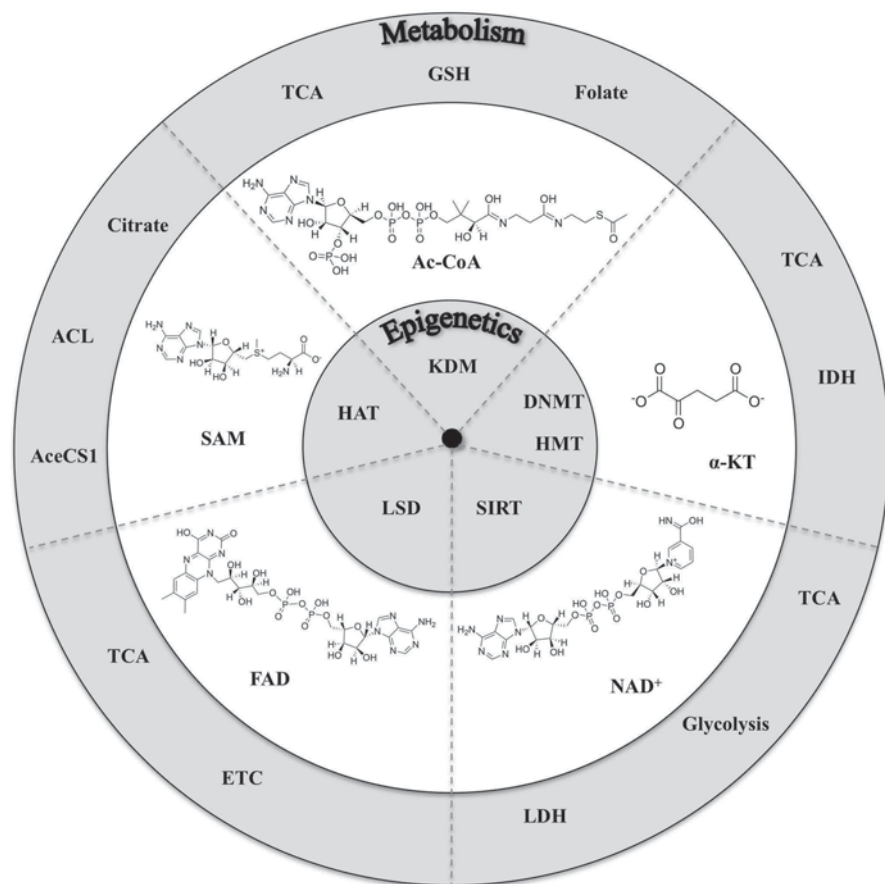 Metabolism
TCA
GSH
Folate
Citrate
ACL
AceCS1
TCA
IDH
TCA
Glycolysis
LDH
ETC
TCA
Ac-CoA
SAM
α-KT
FAD
NAD⁺
Epigenetics
KDM
HAT
DNMT
HMT
LSD
SIRT